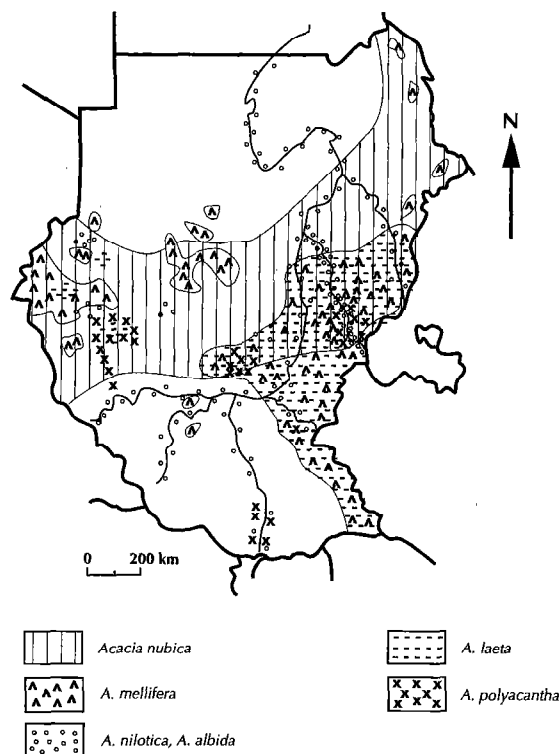 N
0 200 km
Acacia nubica
A. laeta
A. mellifera
A. polyacantha
A. nilotica, A. albida